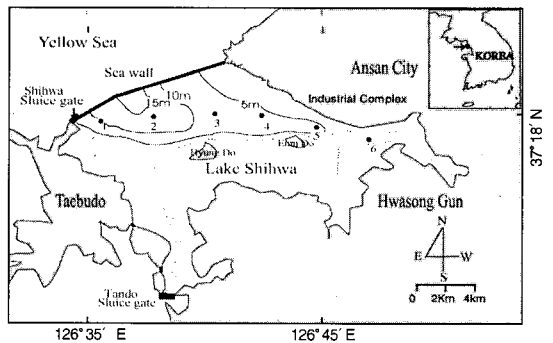 Yellow Sea
KOREA
Sea wall
Ansan City
Shihwa
Sluice gate
10m
15m
5m
Industrial Complex
1
2
3
4
5
6
Hyung Do
Lake Shihwa
37°18' N
Taebudo
Hwasong Gun
N
E
W
S
Tando
Sluice gate
0 2Km 4km
126°35' E
126°45' E